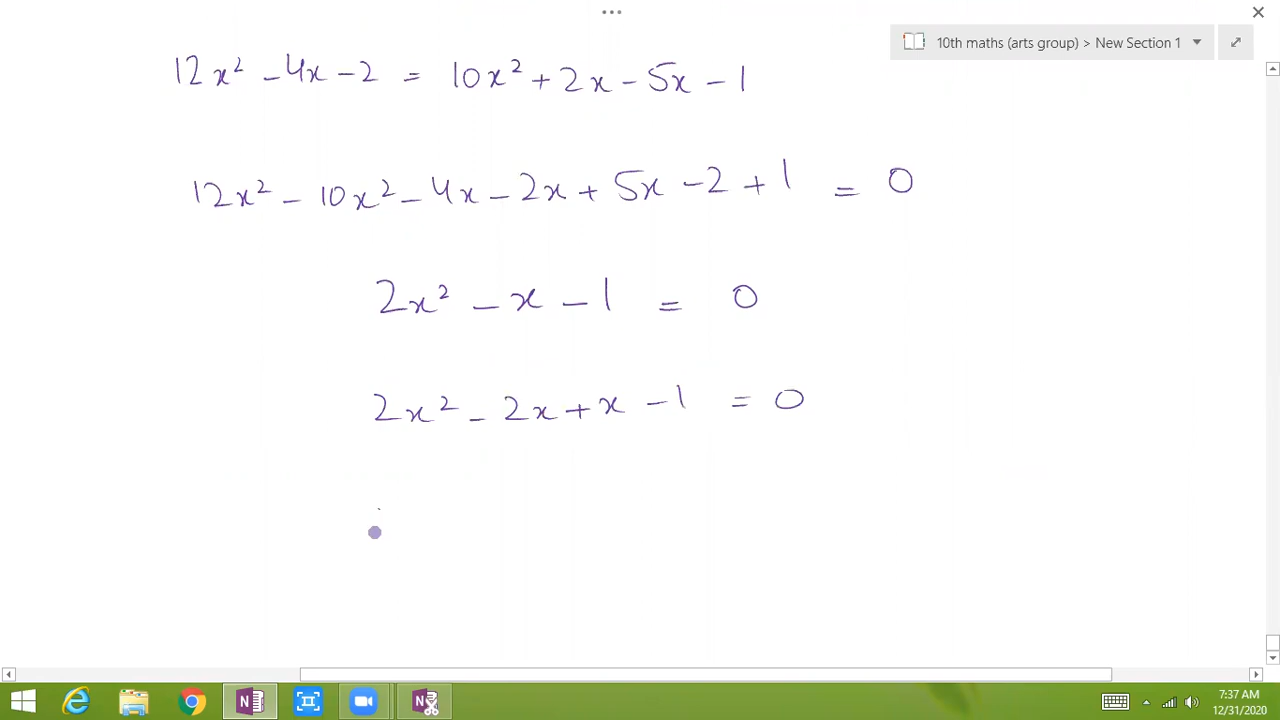 10th maths (arts group) > New Section 1
12x² - 4x - 2 = 10x² + 2x - 5x - 1
12x² - 10x² - 4x - 2x + 5x - 2 + 1 = 0
2x² - x - 1 = 0
2x² - 2x + x - 1 = 0
7:37 AM
12/31/2020